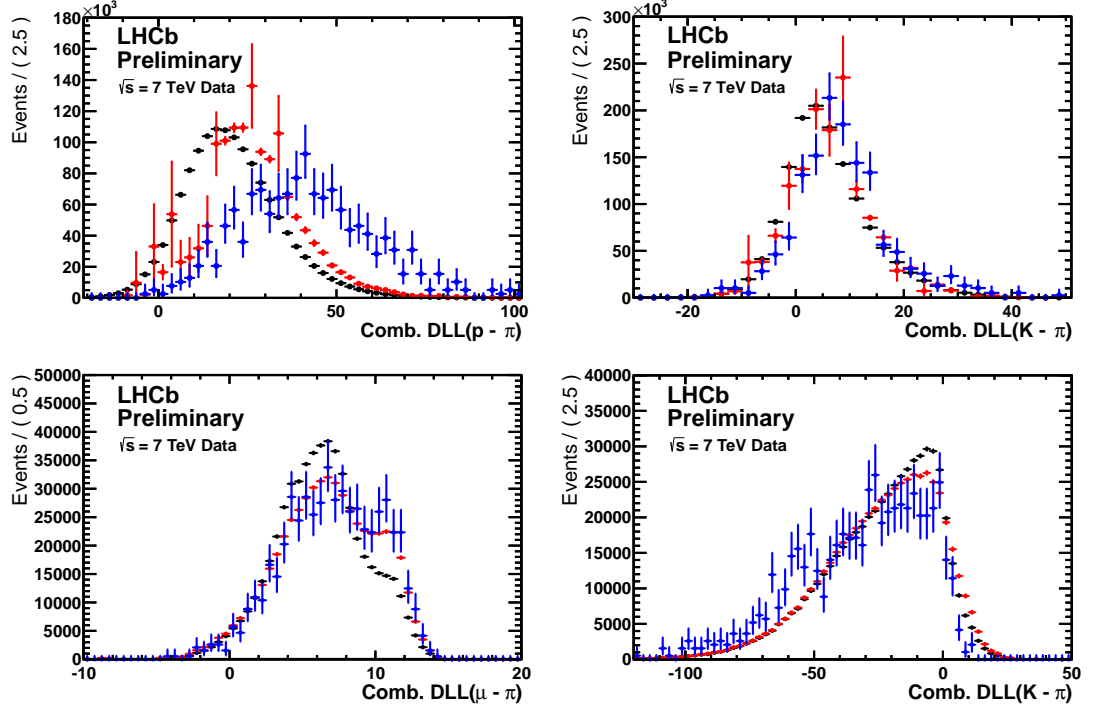 ×10³
180
160
140
120
100
80
60
40
20
0
Events / ( 2.5 )
LHCb
Preliminary
√s = 7 TeV Data
0 50 100
Comb. DLL(p - π)
×10³
300
250
200
150
100
50
0
Events / ( 2.5 )
LHCb
Preliminary
√s = 7 TeV Data
-20 0 20 40
Comb. DLL(K - π)
50000
45000
40000
35000
30000
25000
20000
15000
10000
5000
0
Events / ( 0.5 )
LHCb
Preliminary
√s = 7 TeV Data
-10 0 10 20
Comb. DLL(μ - π)
40000
35000
30000
25000
20000
15000
10000
5000
0
Events / ( 2.5 )
LHCb
Preliminary
√s = 7 TeV Data
-100 -50 0 50
Comb. DLL(K - π)